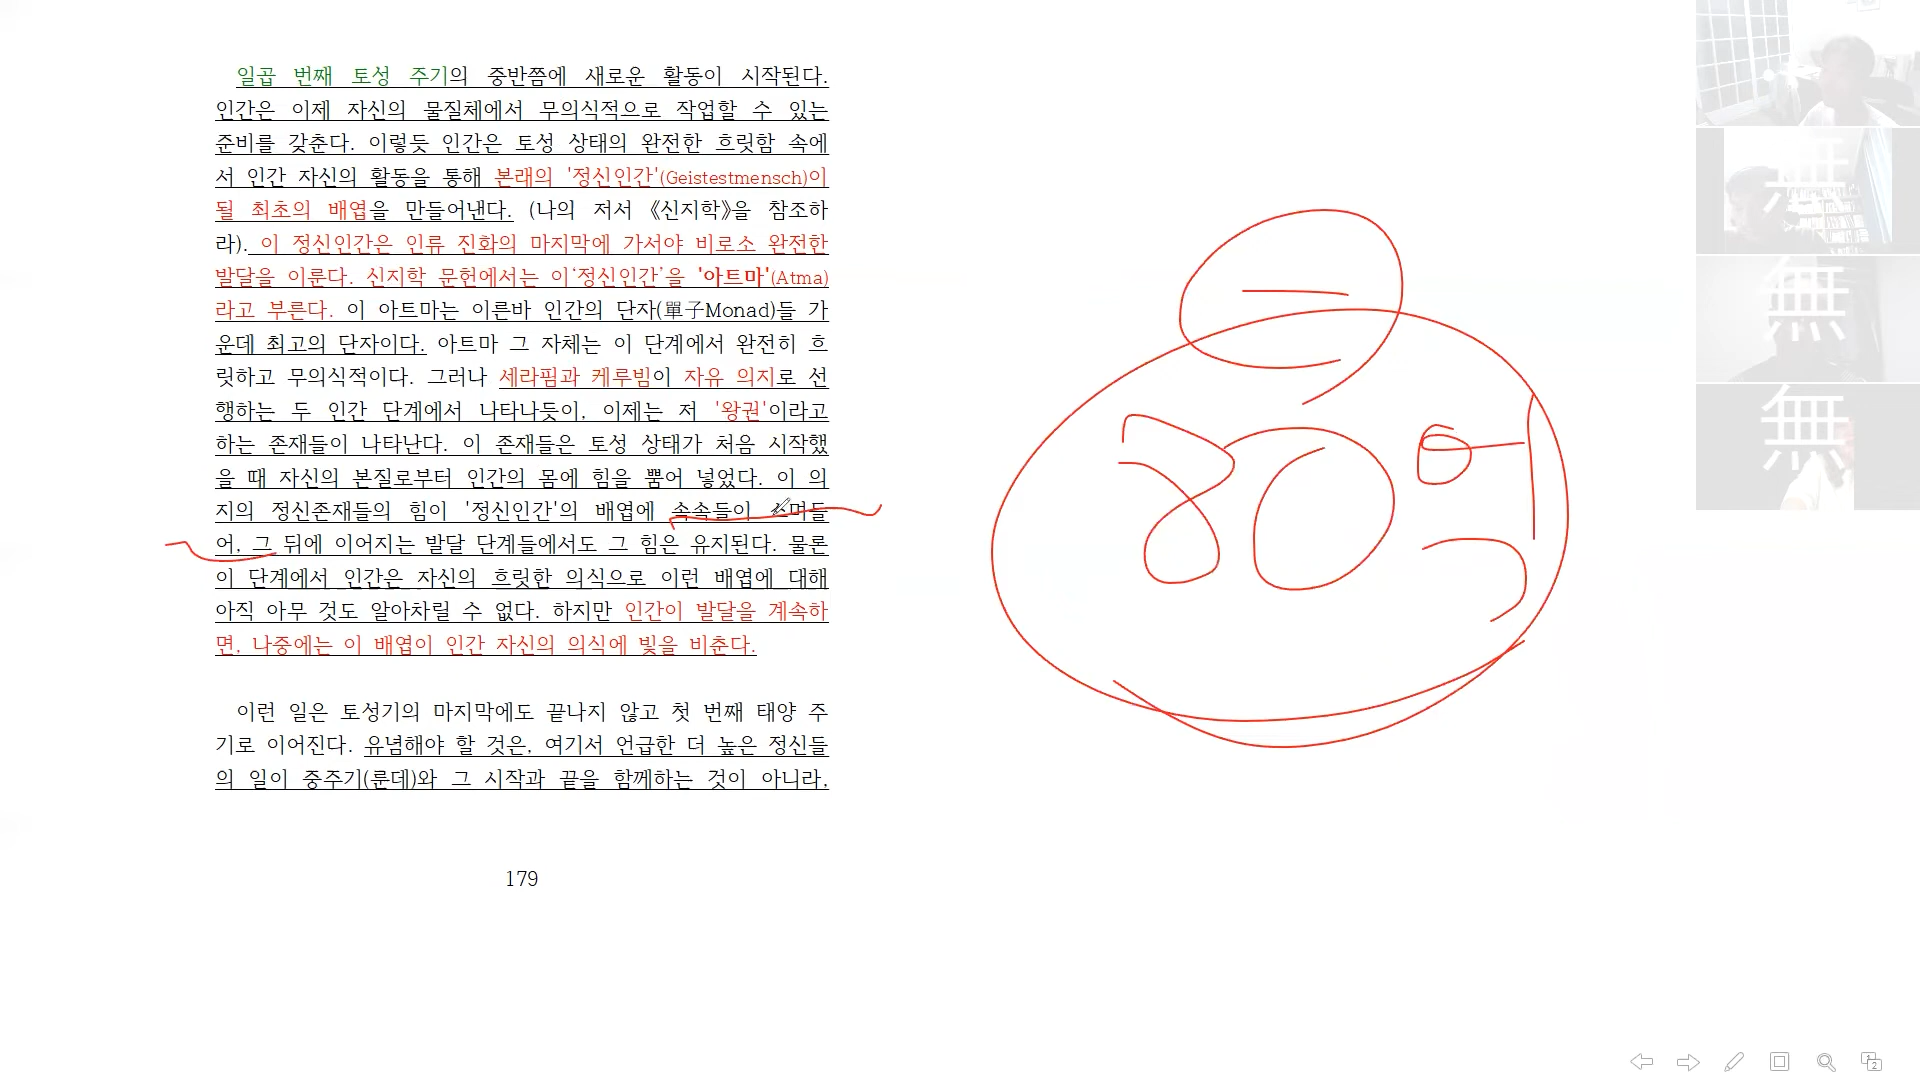 일곱 번째 토성 주기의 중반쯤에 새로운 활동이 시작된다.
인간은 이제 자신의 물질체에서 무의식적으로 작업할 수 있는
준비를 갖춘다. 이렇듯 인간은 토성 상태의 완전한 흐릿함 속에
서 인간 자신의 활동을 통해 본래의 '정신인간'(Geistestmensch)이
될 최초의 배엽을 만들어낸다. (나의 저서 《신지학》을 참조하
라). 이 정신인간은 인류 진화의 마지막에 가서야 비로소 완전한
발달을 이룬다. 신지학 문헌에서는 이‘정신인간’을 '아트마'(Atma)
라고 부른다. 이 아트마는 이른바 인간의 단자(單子Monad)들 가
운데 최고의 단자이다. 아트마 그 자체는 이 단계에서 완전히 흐
릿하고 무의식적이다. 그러나 세라핌과 케루빔이 자유 의지로 선
행하는 두 인간 단계에서 나타나듯이, 이제는 저 '왕권'이라고
하는 존재들이 나타난다. 이 존재들은 토성 상태가 처음 시작했
을 때 자신의 본질로부터 인간의 몸에 힘을 뿜어 넣었다. 이 의
지의 정신존재들의 힘이 '정신인간'의 배엽에 속속들이 스며들
어, 그 뒤에 이어지는 발달 단계들에서도 그 힘은 유지된다. 물론
이 단계에서 인간은 자신의 흐릿한 의식으로 이런 배엽에 대해
아직 아무 것도 알아차릴 수 없다. 하지만 인간이 발달을 계속하
면, 나중에는 이 배엽이 인간 자신의 의식에 빛을 비춘다.
이런 일은 토성기의 마지막에도 끝나지 않고 첫 번째 태양 주
기로 이어진다. 유념해야 할 것은, 여기서 언급한 더 높은 정신들
의 일이 중주기(룬데)와 그 시작과 끝을 함께하는 것이 아니라,
179
無
無
無